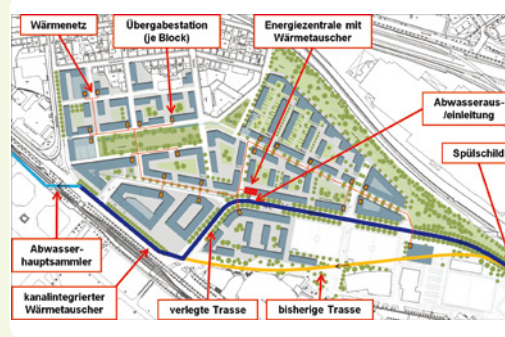 Wärmenetz
Übergabestation
(je Block)
Energiezentrale mit
Wärmetauscher
Abwasseraus-
/einleitung
Spülschild
Abwasser-
hauptsammler
kanalintegrierter
Wärmetauscher
verlegte Trasse
bisherige Trasse